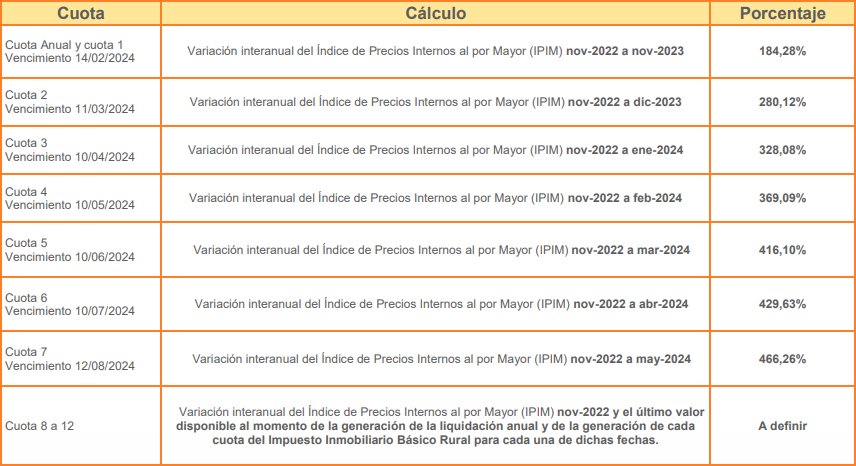 Cuota Cálculo Porcentaje
Cuota Anual y cuota 1
Vencimiento 14/02/2024
Variación interanual del Índice de Precios Internos al por Mayor (IPIM) nov-2022 a nov-2023
184,28%
Cuota 2
Vencimiento 11/03/2024
Variación interanual del Índice de Precios Internos al por Mayor (IPIM) nov-2022 a dic-2023
280,12%
Cuota 3
Vencimiento 10/04/2024
Variación interanual del Índice de Precios Internos al por Mayor (IPIM) nov-2022 a ene-2024
328,08%
Cuota 4
Vencimiento 10/05/2024
Variación interanual del Índice de Precios Internos al por Mayor (IPIM) nov-2022 a feb-2024
369,09%
Cuota 5
Vencimiento 10/06/2024
Variación interanual del Índice de Precios Internos al por Mayor (IPIM) nov-2022 a mar-2024
416,10%
Cuota 6
Vencimiento 10/07/2024
Variación interanual del Índice de Precios Internos al por Mayor (IPIM) nov-2022 a abr-2024
429,63%
Cuota 7
Vencimiento 12/08/2024
Variación interanual del Índice de Precios Internos al por Mayor (IPIM) nov-2022 a may-2024
466,26%
Cuota 8 a 12
Variación interanual del Índice de Precios Internos al por Mayor (IPIM) nov-2022 y el último valor
disponible al momento de la generación de la liquidación anual y de la generación de cada
cuota del Impuesto Inmobiliario Básico Rural para cada una de dichas fechas.
A definir